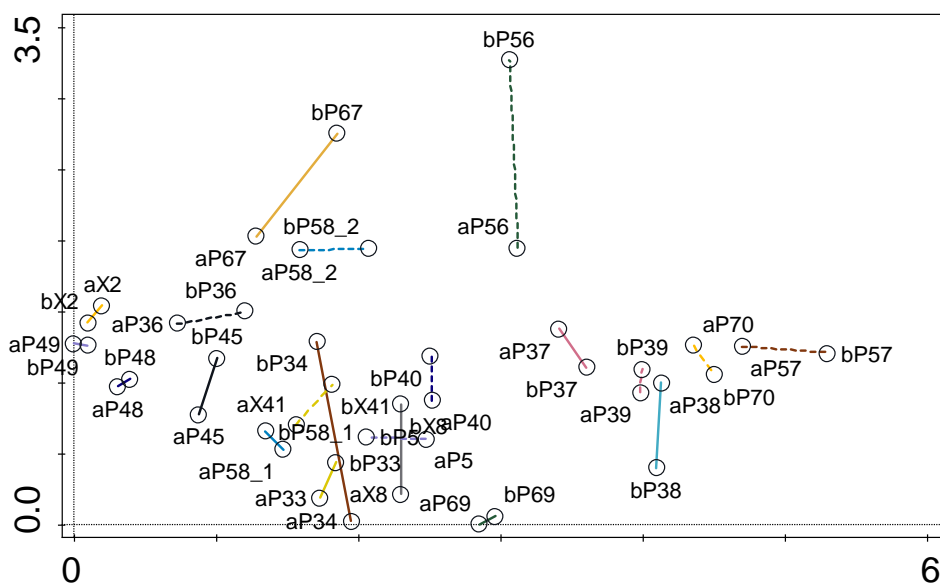 3.5
bP56
bP67
bP58_2
aP56
aP67
aP58_2
bP36
aX2
bX2
aP36
aP49
bP49
bP48
bP45
aP48
aP45
bP34
bP40
aP37
bP37
bP39
aP39
aP38
aP70
bP70
aP57
bP57
aX41
bX41
bP58_1
bP5
bX8
aP40
aP58_1
bP33
aP5
aP33
aX8
aP34
aP69
bP69
bP38
0.0
0
6